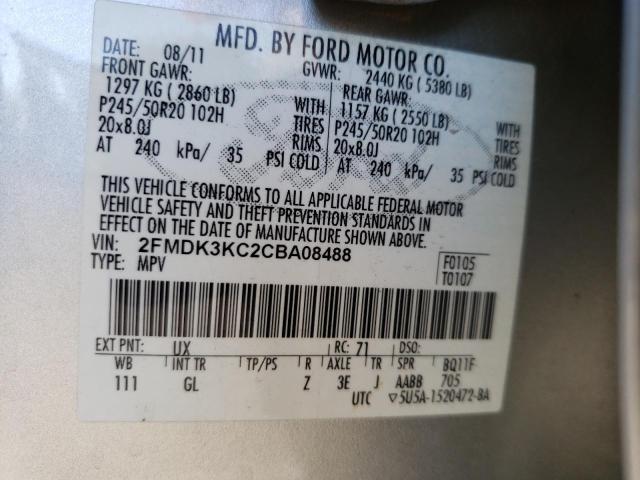 MFD. BY FORD MOTOR CO.
DATE: 08/11 GVWR: 2440 KG ( 5380 LB)
FRONT GAWR: REAR GAWR:
1297 KG ( 2860 LB) WITH 1157 KG ( 2550 LB) WITH
P245/50R20 102H TIRES P245/50R20 102H TIRES
20x8.0J RIMS 20x8.0J RIMS
AT 240 kPa/ 35 PSI COLD AT 240 kPa/ 35 PSI COLD
THIS VEHICLE CONFORMS TO ALL APPLICABLE FEDERAL MOTOR
VEHICLE SAFETY AND THEFT PREVENTION STANDARDS IN
EFFECT ON THE DATE OF MANUFACTURE SHOWN ABOVE.
VIN: 2FMDK3KC2CBA08488 F0105
TYPE: MPV T0107
EXT PNT: UX RC: 71 DSO:
WB INT TR TP/PS R AXLE TR SPR BQ11F
111 GL Z 3E J AABB 705
UTC ▽5U5A-1520472-BA